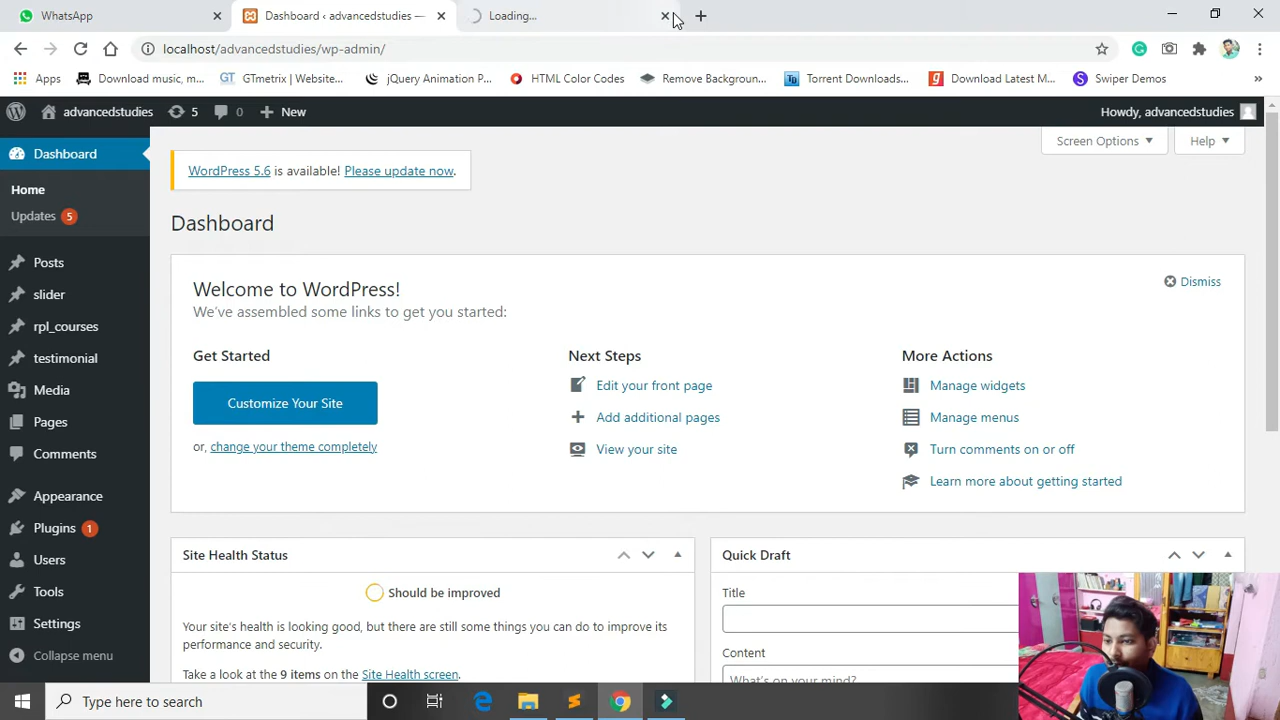 WhatsApp
Dashboard ‹ advancedstudies —
Loading...
localhost/advancedstudies/wp-admin/
Apps
Download music, m...
GTmetrix | Website...
jQuery Animation P...
HTML Color Codes
Remove Backgroun...
Torrent Downloads...
Download Latest M...
Swiper Demos
»
advancedstudies
5
0
New
Howdy, advancedstudies
Dashboard
Home
Updates 5
Posts
slider
rpl_courses
testimonial
Media
Pages
Comments
Appearance
Plugins 1
Users
Tools
Settings
Collapse menu
Screen Options
Help
WordPress 5.6 is available! Please update now.
Dashboard
Welcome to WordPress!
Dismiss
We've assembled some links to get you started:
Get Started
Customize Your Site
or, change your theme completely
Next Steps
Edit your front page
Add additional pages
View your site
More Actions
Manage widgets
Manage menus
Turn comments on or off
Learn more about getting started
Site Health Status
Should be improved
Your site's health is looking good, but there are still some things you can do to improve its
performance and security.
Take a look at the 9 items on the Site Health screen.
Quick Draft
Title
Content
What's on your mind?
Type here to search